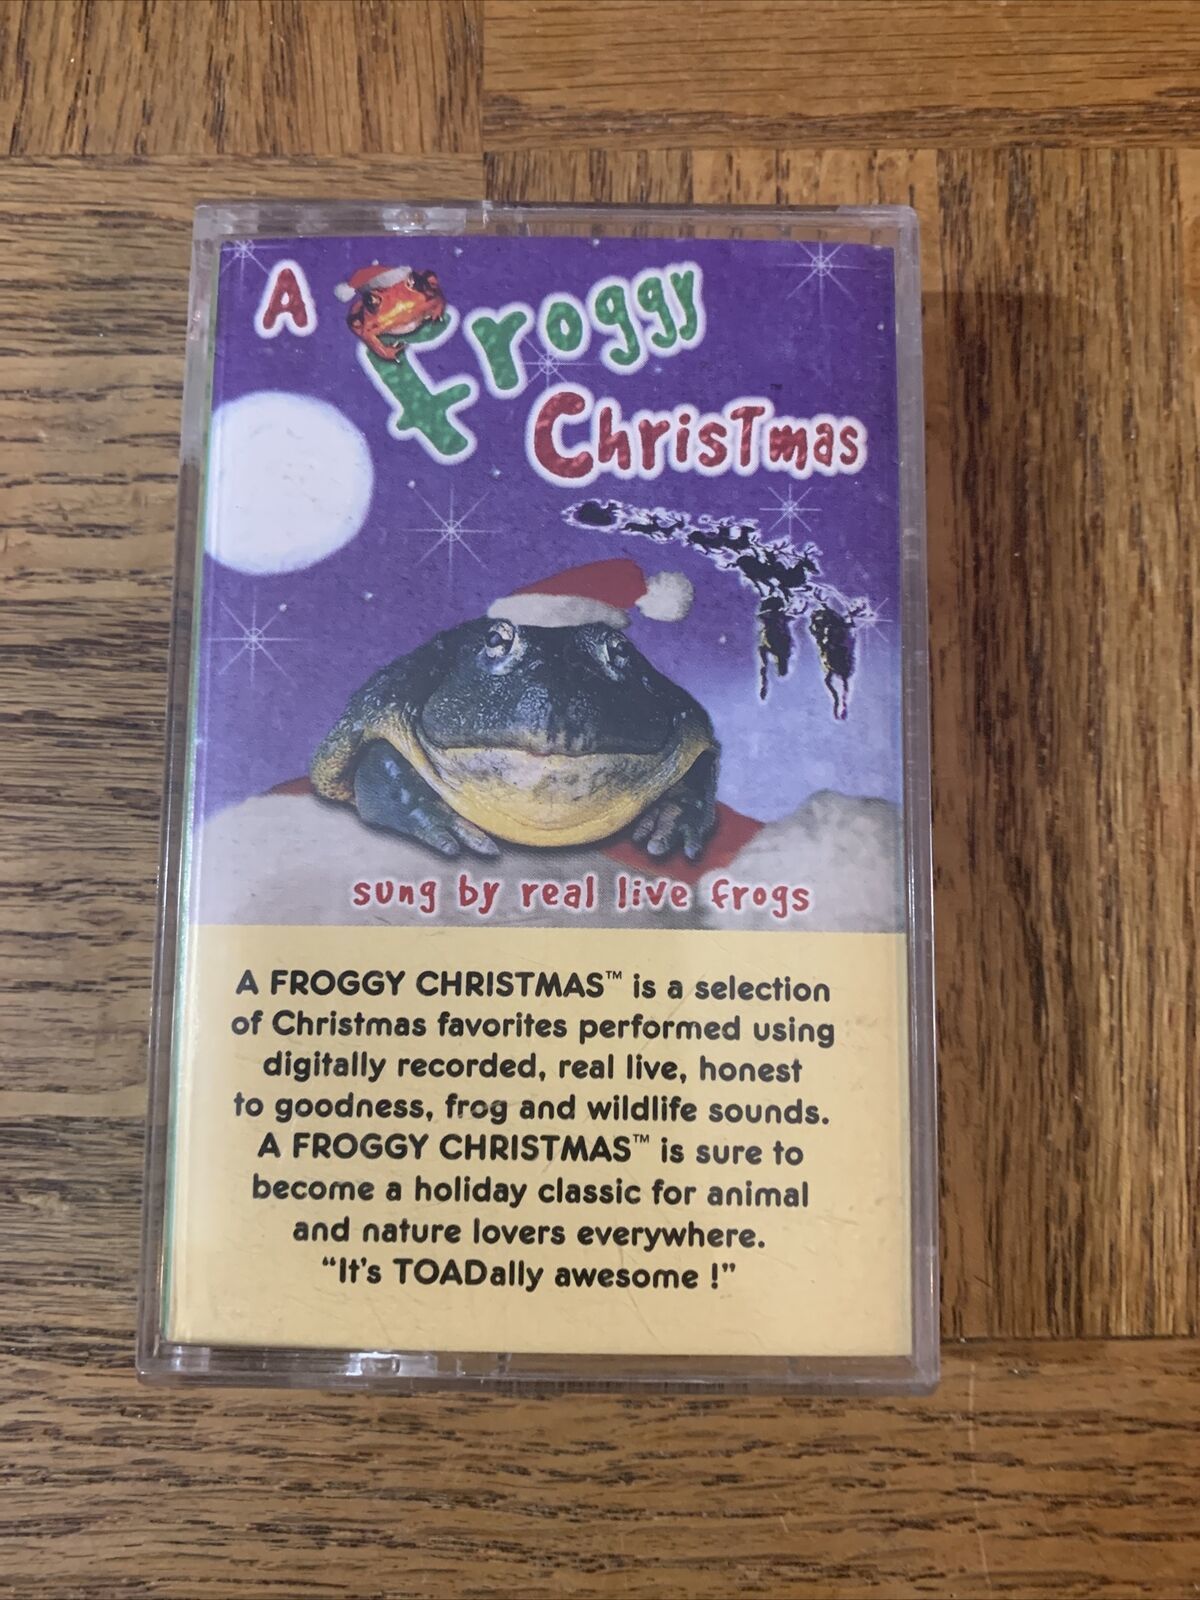 A Froggy
Christmas™
sung by real live frogs
A FROGGY CHRISTMAS™ is a selection
of Christmas favorites performed using
digitally recorded, real live, honest
to goodness, frog and wildlife sounds.
A FROGGY CHRISTMAS™ is sure to
become a holiday classic for animal
and nature lovers everywhere.
“It's TOADally awesome !”